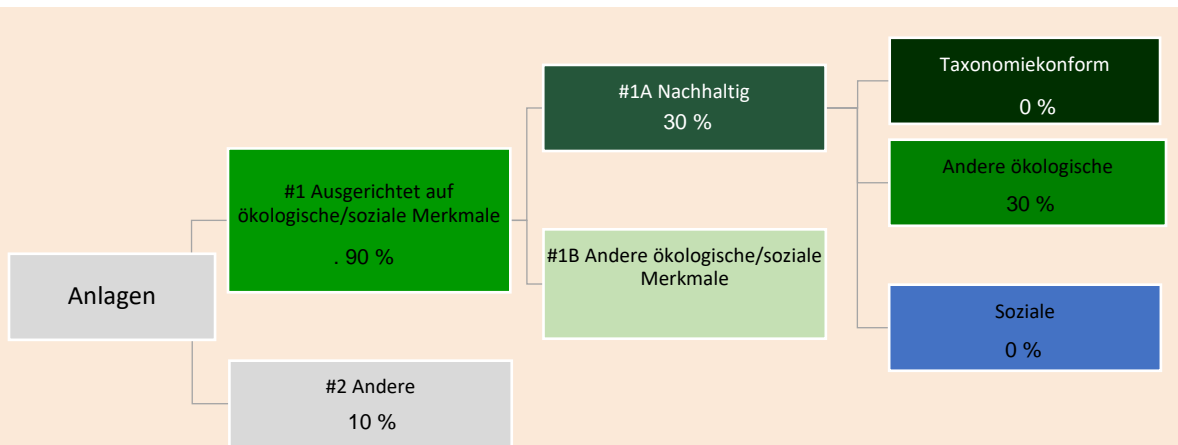 Anlagen
#1 Ausgerichtet auf
ökologische/soziale Merkmale
. 90 %
#2 Andere
10 %
#1A Nachhaltig
30 %
#1B Andere ökologische/soziale
Merkmale
Taxonomiekonform
0 %
Andere ökologische
30 %
Soziale
0 %